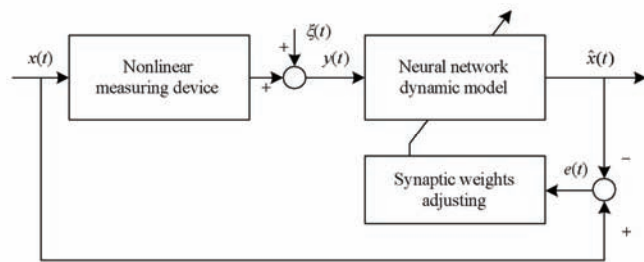 ξ(t)
x(t)
+
Nonlinear
measuring device
+
y(t)
Neural network
dynamic model
x̂(t)
Synaptic weights
adjusting
e(t)
−
+